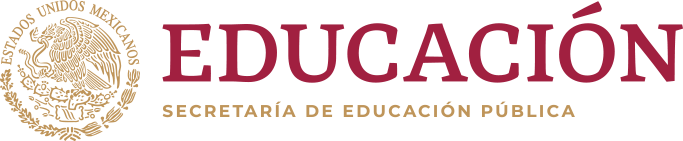 ESTADOS UNIDOS MEXICANOS
EDUCACIÓN
SECRETARÍA DE EDUCACIÓN PÚBLICA